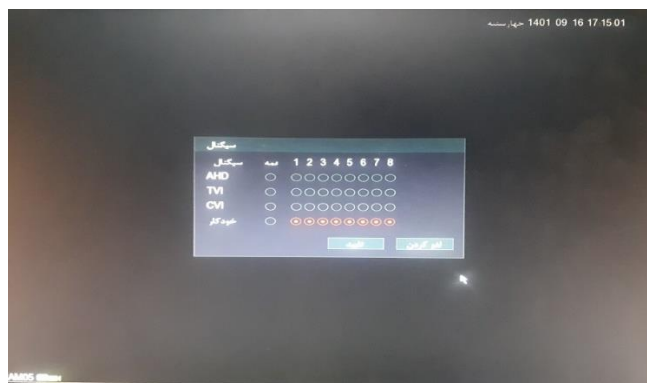 1401 09 16 17:15:01 چهارشنبه
سیگنال
سیگنال همه 1 2 3 4 5 6 7 8
AHD
TVI
CVI
خودکار
تایید لغو کردن